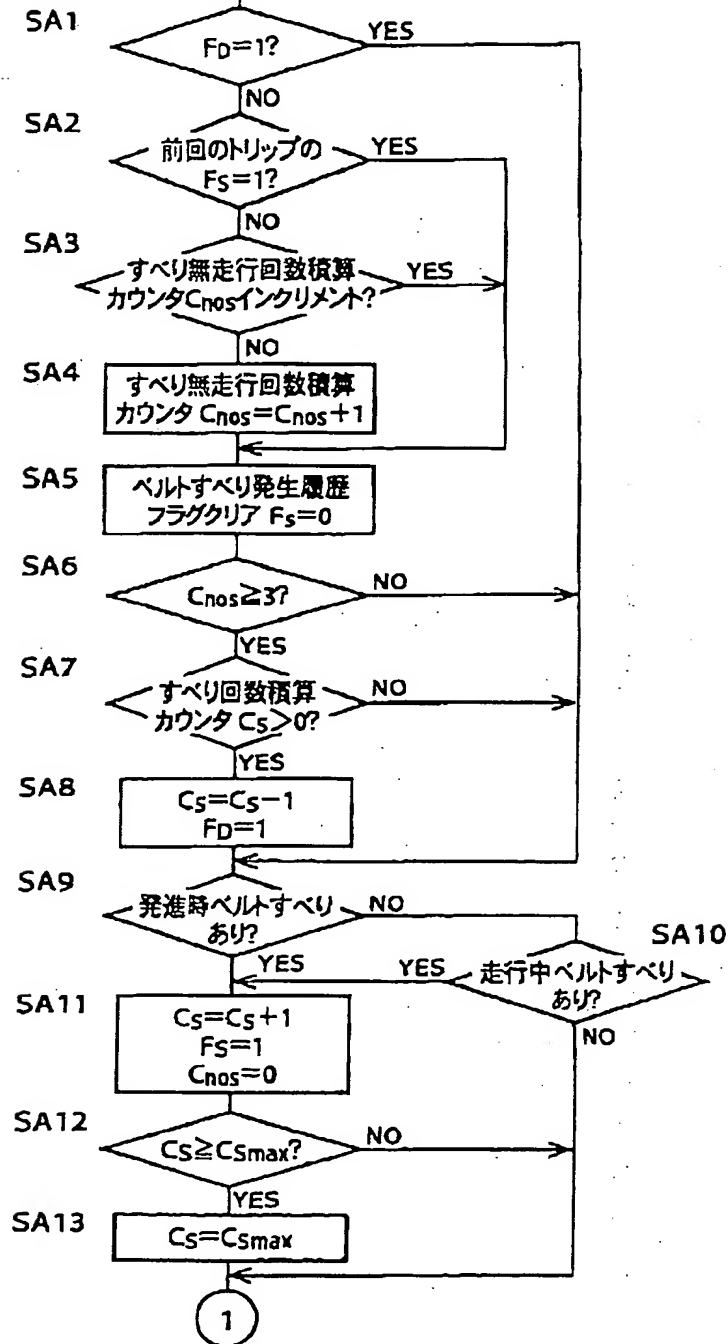 SA1
FD=1?
YES
NO
SA2
前回のトリップの
FS=1?
YES
NO
SA3
すべり無走行回数積算
カウンタCnosインクリメント?
YES
NO
SA4
すべり無走行回数積算
カウンタ Cnos=Cnos+1
SA5
ベルトすべり発生履歴
フラグクリア Fs=0
SA6
Cnos≧3?
NO
YES
SA7
すべり回数積算
カウンタ CS>0?
NO
YES
SA8
CS=CS-1
FD=1
SA9
発進時ベルトすべり
あり?
NO
YES
SA10
走行中ベルトすべり
あり?
YES
NO
SA11
CS=CS+1
FS=1
Cnos=0
SA12
CS≧CSmax?
NO
YES
SA13
CS=CSmax
1